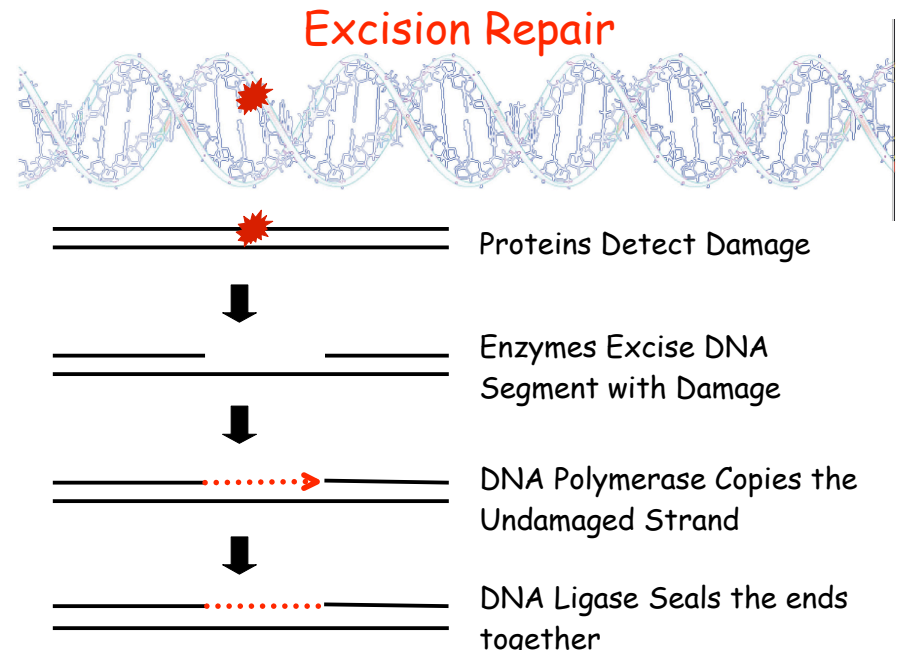 Excision Repair
Proteins Detect Damage
Enzymes Excise DNA
Segment with Damage
DNA Polymerase Copies the
Undamaged Strand
DNA Ligase Seals the ends
together